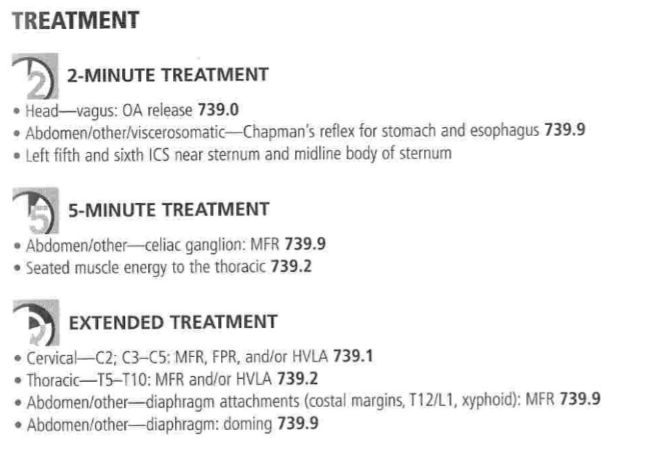 TREATMENT
2
2-MINUTE TREATMENT
• Head—vagus: OA release 739.0
• Abdomen/other/viscerosomatic—Chapman's reflex for stomach and esophagus 739.9
• Left fifth and sixth ICS near sternum and midline body of sternum
5
5-MINUTE TREATMENT
• Abdomen/other—celiac ganglion: MFR 739.9
• Seated muscle energy to the thoracic 739.2
EXTENDED TREATMENT
• Cervical—C2; C3–C5: MFR, FPR, and/or HVLA 739.1
• Thoracic—T5–T10: MFR and/or HVLA 739.2
• Abdomen/other—diaphragm attachments (costal margins, T12/L1, xyphoid): MFR 739.9
• Abdomen/other—diaphragm: doming 739.9